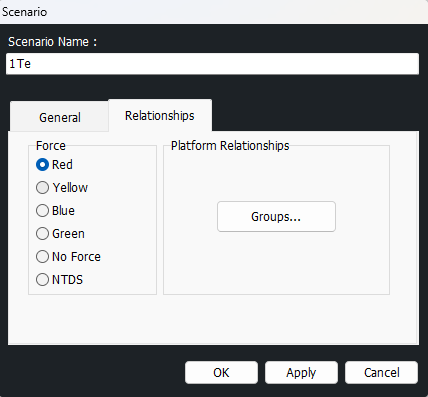 Scenario
Scenario Name :
1Te
General Relationships
Force
Red
Yellow
Blue
Green
No Force
NTDS
Platform Relationships
Groups...
OK Apply Cancel